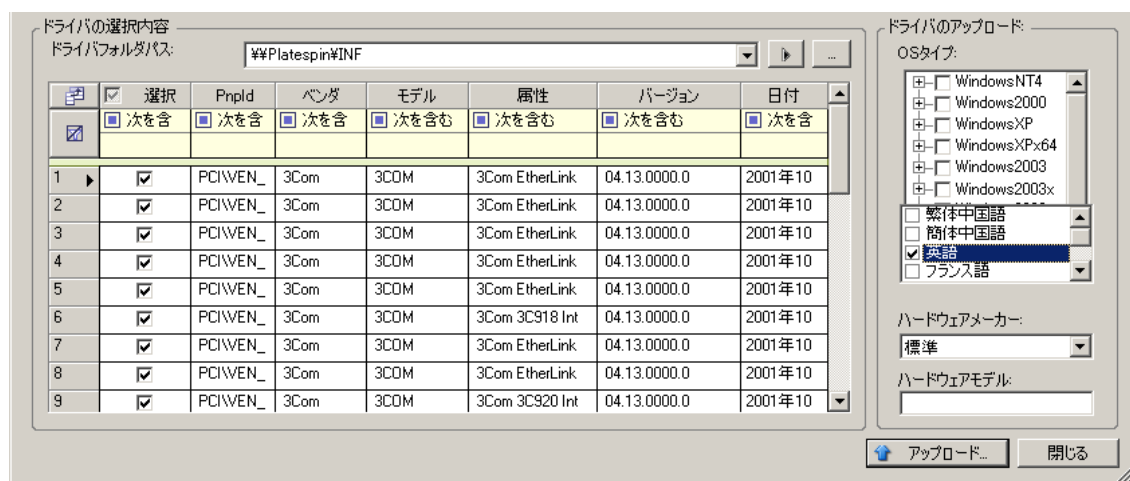 ドライバの選択内容
ドライバフォルダパス:
¥¥Platespin¥INF
...
選択 PnpId ベンダ モデル 属性 バージョン 日付
次を含 次を含 次を含 次を含む 次を含む 次を含む 次を含
1 PCI\VEN_ 3Com 3COM 3Com EtherLink 04.13.0000.0 2001年10
2 PCI\VEN_ 3Com 3COM 3Com EtherLink 04.13.0000.0 2001年10
3 PCI\VEN_ 3Com 3COM 3Com EtherLink 04.13.0000.0 2001年10
4 PCI\VEN_ 3Com 3COM 3Com EtherLink 04.13.0000.0 2001年10
5 PCI\VEN_ 3Com 3COM 3Com EtherLink 04.13.0000.0 2001年10
6 PCI\VEN_ 3Com 3COM 3Com 3C918 Int 04.13.0000.0 2001年10
7 PCI\VEN_ 3Com 3COM 3Com EtherLink 04.13.0000.0 2001年10
8 PCI\VEN_ 3Com 3COM 3Com EtherLink 04.13.0000.0 2001年10
9 PCI\VEN_ 3Com 3COM 3Com 3C920 Int 04.13.0000.0 2001年10
ドライバのアップロード:
OSタイプ:
WindowsNT4
Windows2000
WindowsXP
WindowsXPx64
Windows2003
Windows2003x
繁体中国語
簡体中国語
英語
フランス語
ハードウェアメーカー:
標準
ハードウェアモデル:
アップロード...
閉じる